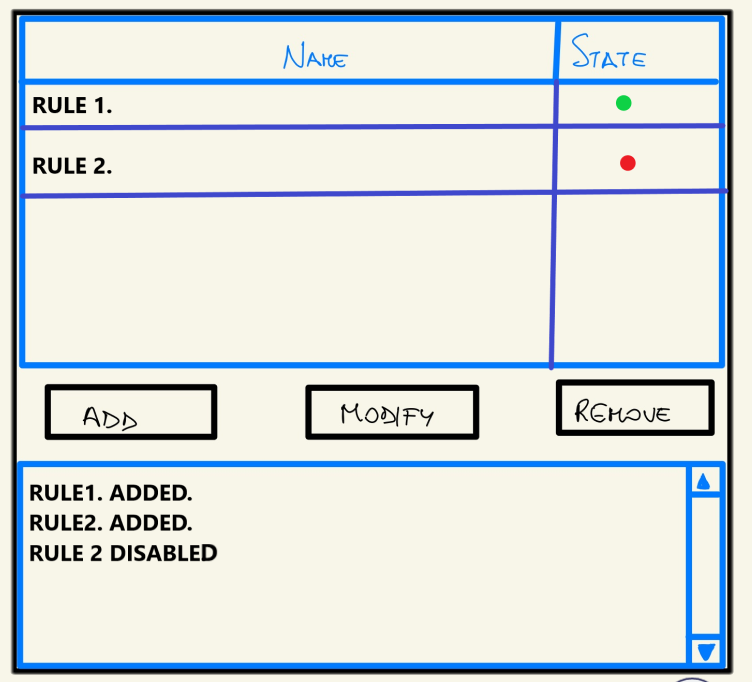 NAME STATE
RULE 1.
RULE 2.
ADD MODIFY REMOVE
RULE1. ADDED.
RULE2. ADDED.
RULE 2 DISABLED